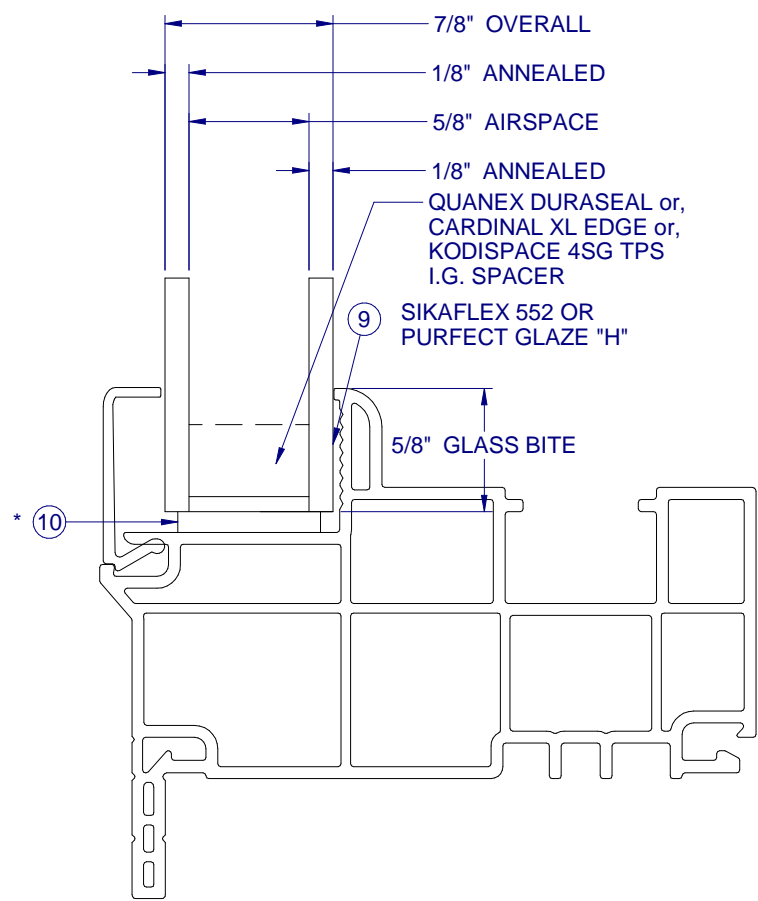 7/8" OVERALL
1/8" ANNEALED
5/8" AIRSPACE
1/8" ANNEALED
QUANEX DURASEAL or,
CARDINAL XL EDGE or,
KODISPACE 4SG TPS
I.G. SPACER
9 SIKAFLEX 552 OR
PURFECT GLAZE "H"
5/8" GLASS BITE
* 10